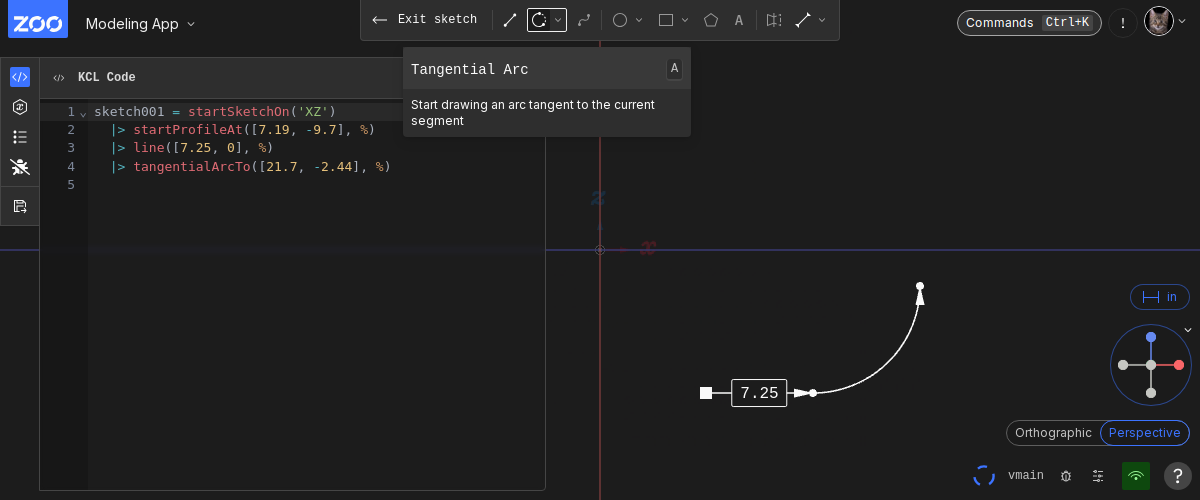 ZOO
Modeling App
Exit sketch
A
Commands Ctrl+K
!
Tangential Arc A
Start drawing an arc tangent to the current
segment
KCL Code
1 sketch001 = startSketchOn('XZ')
2 |> startProfileAt([7.19, -9.7], %)
3 |> line([7.25, 0], %)
4 |> tangentialArcTo([21.7, -2.44], %)
5
z
x
in
7.25
Orthographic Perspective
vmain
?